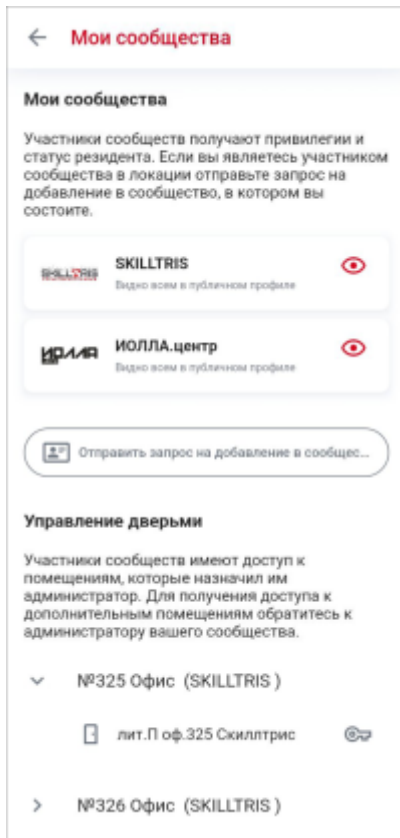 Мои сообщества
Мои сообщества
Участники сообществ получают привилегии и
статус резидента. Если вы являетесь участником
сообщества в локации отправьте запрос на
добавление в сообщество, в котором вы
состоите.
SKILLTRIS
SKILLTRIS
Видно всем в публичном профиле
ИОЛЛА
ИОЛЛА.центр
Видно всем в публичном профиле
Отправить запрос на добавление в сообщес...
Управление дверьми
Участники сообществ имеют доступ к
помещениям, которые назначил им
администратор. Для получения доступа к
дополнительным помещениям обратитесь к
администратору вашего сообщества.
№325 Офис (SKILLTRIS )
лит.П оф.325 Скиллтрис
№326 Офис (SKILLTRIS )